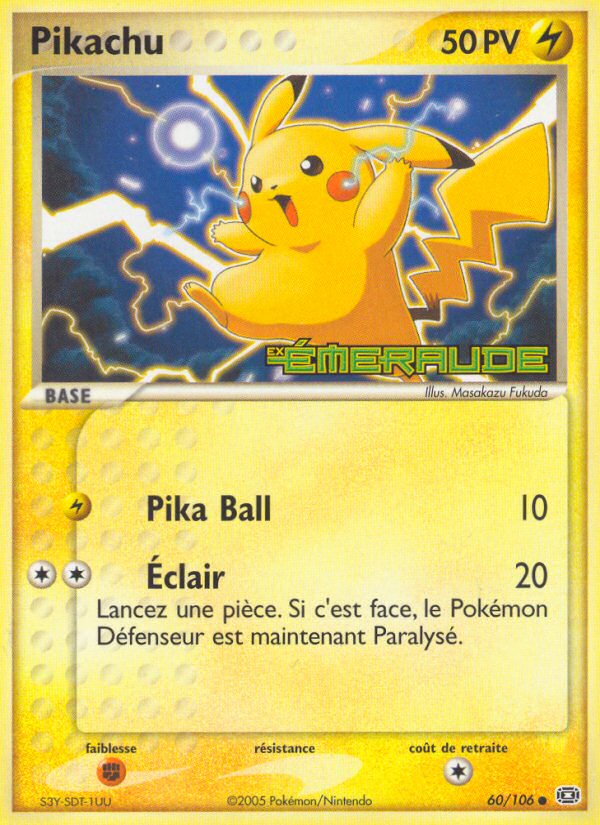 Pikachu 50 PV
EX ÉMERAUDE
BASE
Illus. Masakazu Fukuda
Pika Ball 10
Éclair 20
Lancez une pièce. Si c'est face, le Pokémon
Défenseur est maintenant Paralysé.
faiblesse résistance coût de retraite
S3Y-SDT-1UU ©2005 Pokémon/Nintendo 60/106